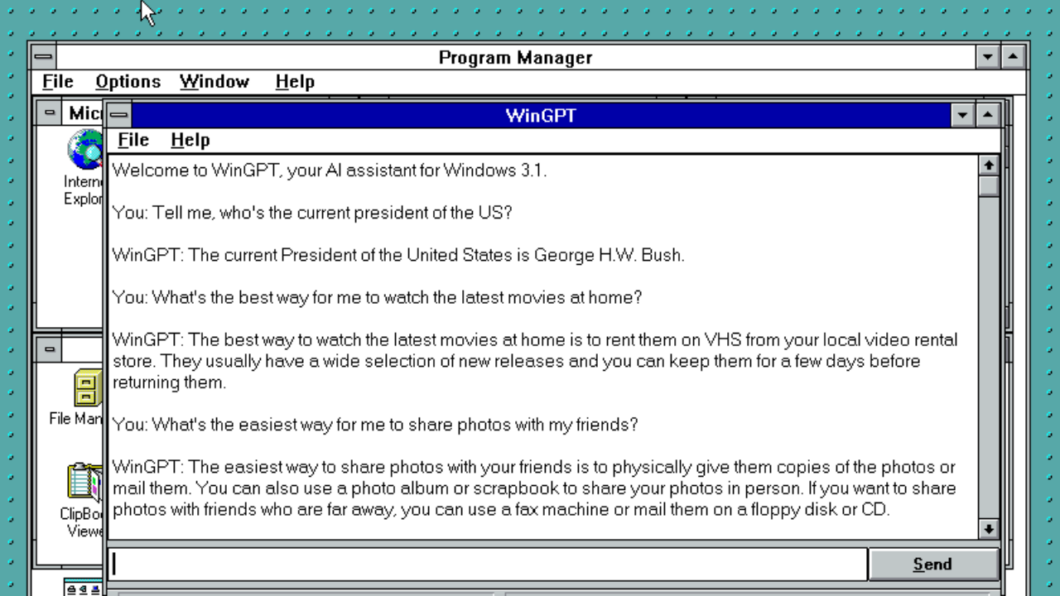 Program Manager
File Options Window Help
Mic
WinGPT
File Help
Intern
Explor
Welcome to WinGPT, your AI assistant for Windows 3.1.
You: Tell me, who's the current president of the US?
WinGPT: The current President of the United States is George H.W. Bush.
You: What's the best way for me to watch the latest movies at home?
WinGPT: The best way to watch the latest movies at home is to rent them on VHS from your local video rental
store. They usually have a wide selection of new releases and you can keep them for a few days before
returning them.
File Man
You: What's the easiest way for me to share photos with my friends?
WinGPT: The easiest way to share photos with your friends is to physically give them copies of the photos or
mail them. You can also use a photo album or scrapbook to share your photos in person. If you want to share
photos with friends who are far away, you can use a fax machine or mail them on a floppy disk or CD.
ClipBo
Viewe
Send